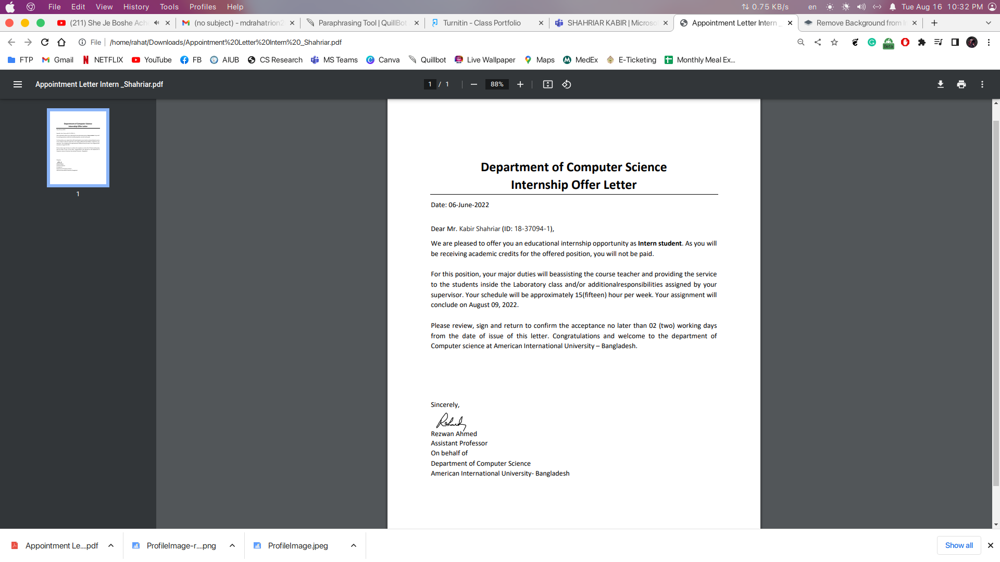 File Edit View History Tools Profiles Help 0.75 KB/s en Tue Aug 16 10:32 PM
(211) She Je Boshe Ach (no subject) - mdrahatrion2 Paraphrasing Tool | QuillBot Turnitin - Class Portfolio SHAHRIAR KABIR | Microso Appointment Letter Intern _ Remove Background from I
File /home/rahat/Downloads/Appointment%20Letter%20Intern%20_Shahriar.pdf
Beta
FTP Gmail NETFLIX YouTube FB AIUB CS Research MS Teams Canva Quillbot Live Wallpaper Maps MedEx E-Ticketing Monthly Meal Ex...
Appointment Letter Intern _Shahriar.pdf 1 / 1 88%
1
Department of Computer Science
Internship Offer Letter
Date: 06-June-2022
Dear Mr. Kabir Shahriar (ID: 18-37094-1),
We are pleased to offer you an educational internship opportunity as Intern student. As you will
be receiving academic credits for the offered position, you will not be paid.
For this position, your major duties will beassisting the course teacher and providing the service
to the students inside the Laboratory class and/or additionalresponsibilities assigned by your
supervisor. Your schedule will be approximately 15(fifteen) hour per week. Your assignment will
conclude on August 09, 2022.
Please review, sign and return to confirm the acceptance no later than 02 (two) working days
from the date of issue of this letter. Congratulations and welcome to the department of
Computer science at American International University – Bangladesh.
Sincerely,
Rezwan Ahmed
Assistant Professor
On behalf of
Department of Computer Science
American International University- Bangladesh
Appointment Le....pdf ProfileImage-r....png ProfileImage.jpeg Show all